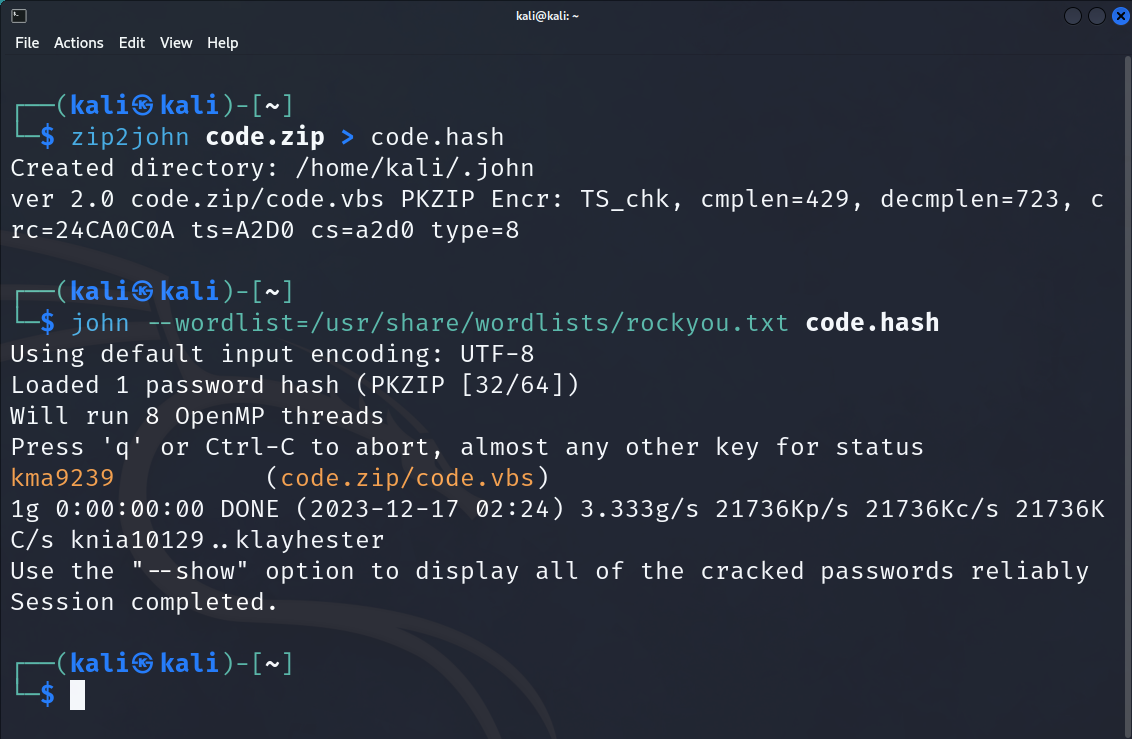 kali@kali: ~
File Actions Edit View Help
┌──(kali㉿kali)-[~]
└─$ zip2john code.zip > code.hash
Created directory: /home/kali/.john
ver 2.0 code.zip/code.vbs PKZIP Encr: TS_chk, cmplen=429, decmplen=723, c
rc=24CA0C0A ts=A2D0 cs=a2d0 type=8
┌──(kali㉿kali)-[~]
└─$ john --wordlist=/usr/share/wordlists/rockyou.txt code.hash
Using default input encoding: UTF-8
Loaded 1 password hash (PKZIP [32/64])
Will run 8 OpenMP threads
Press 'q' or Ctrl-C to abort, almost any other key for status
kma9239          (code.zip/code.vbs)
1g 0:00:00:00 DONE (2023-12-17 02:24) 3.333g/s 21736Kp/s 21736Kc/s 21736K
C/s knia10129..klayhester
Use the "--show" option to display all of the cracked passwords reliably
Session completed.
┌──(kali㉿kali)-[~]
└─$